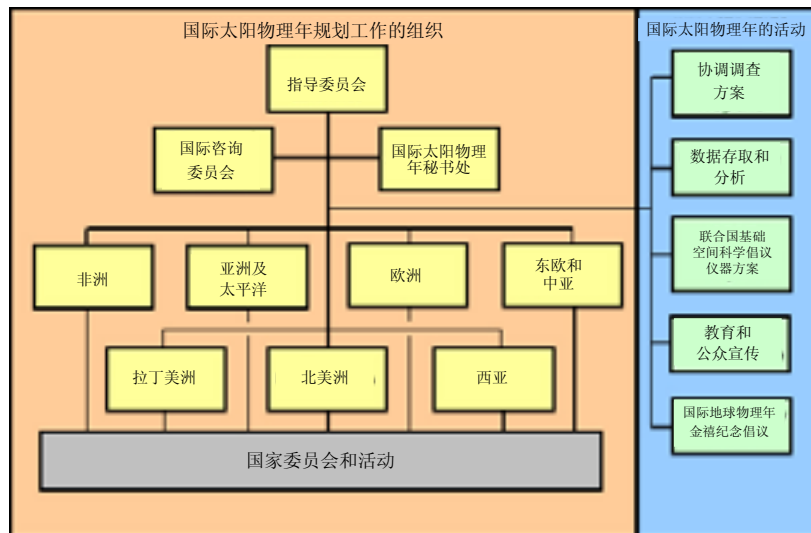 国际太阳物理年规划工作的组织
指导委员会
国际咨询
委员会
国际太阳物理
年秘书处
非洲
亚洲及
太平洋
欧洲
东欧和
中亚
拉丁美洲
北美洲
西亚
国家委员会和活动
国际太阳物理年的活动
协调调查
方案
数据存取和
分析
联合国基础
空间科学倡议
仪器方案
教育和
公众宣传
国际地球物理年
金禧纪念倡议